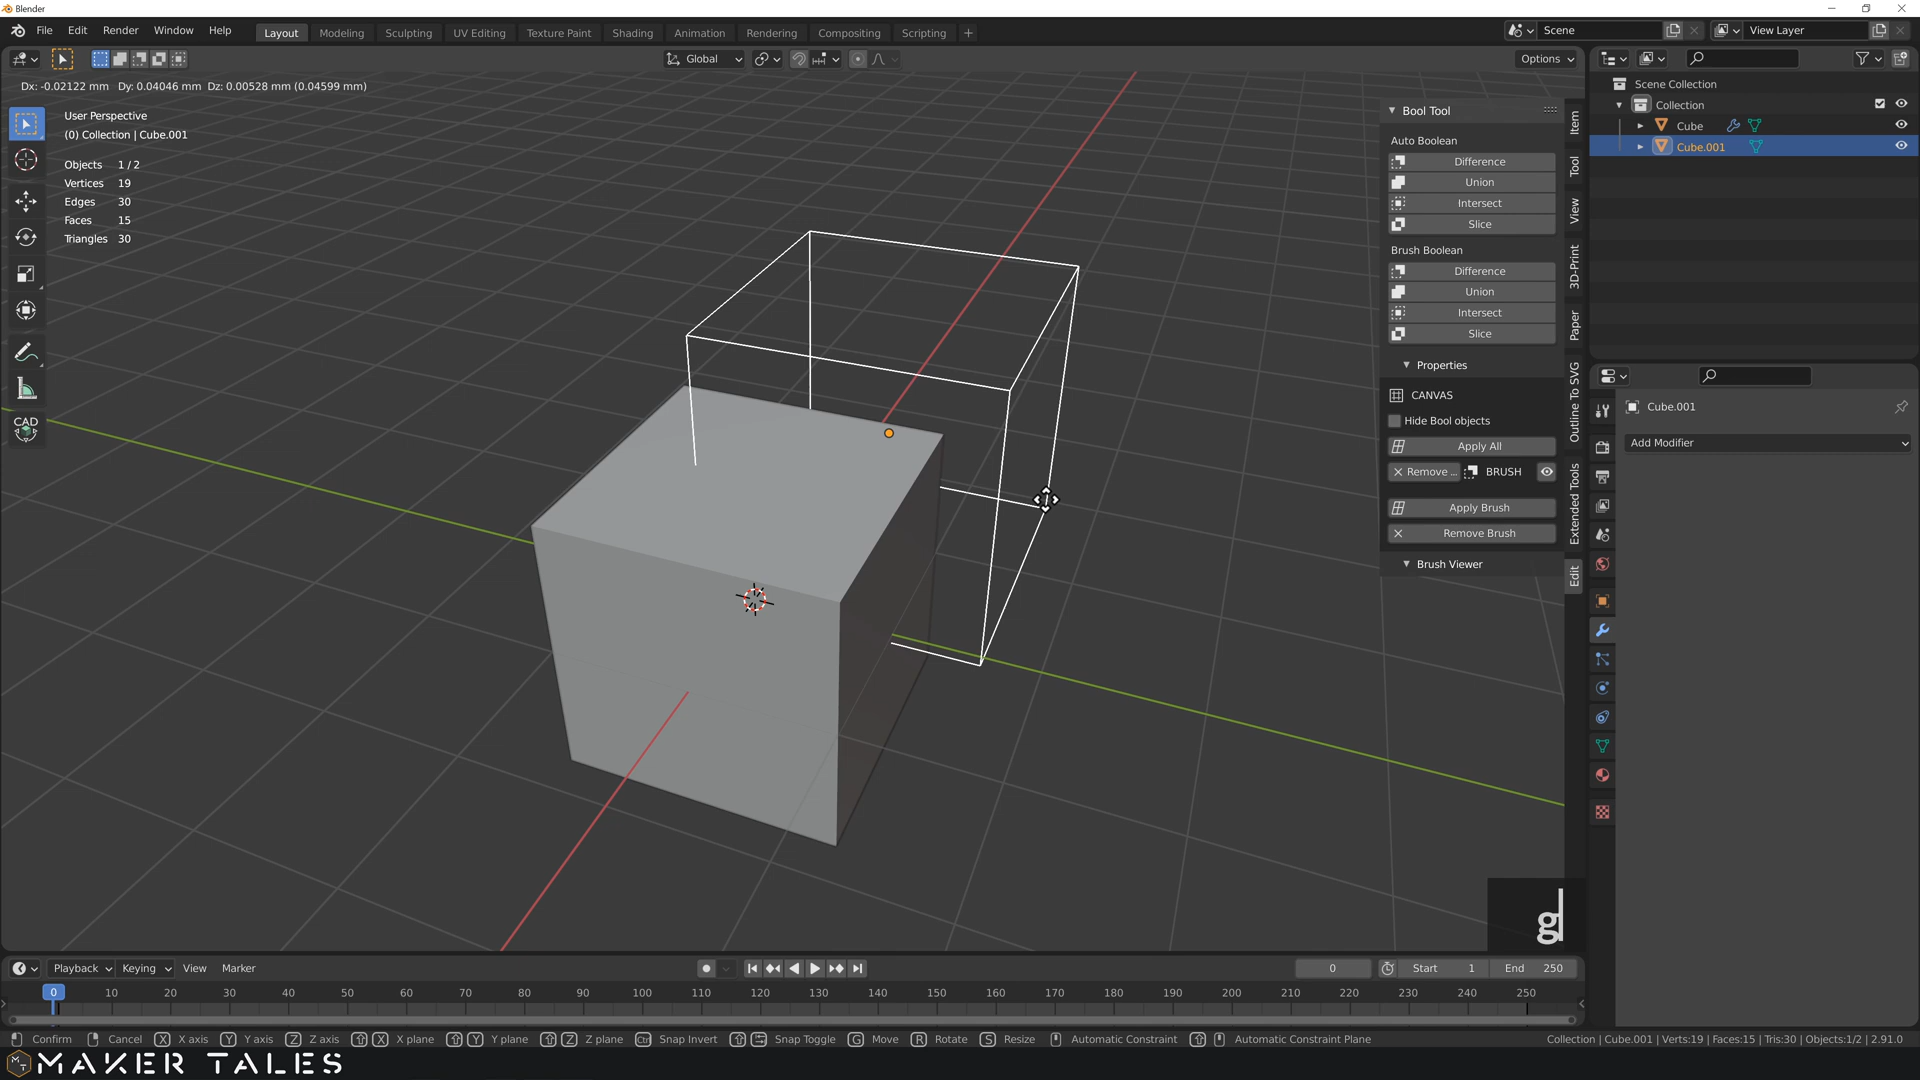 Blender
File Edit Render Window Help
Layout Modeling Sculpting UV Editing Texture Paint Shading Animation Rendering Compositing Scripting +
Scene
View Layer
Global
Options
Dx: -0.02122 mm Dy: 0.04046 mm Dz: 0.00528 mm (0.04599 mm)
User Perspective
(0) Collection | Cube.001
Objects 1 / 2
Vertices 19
Edges 30
Faces 15
Triangles 30
CAD
Bool Tool
Auto Boolean
Difference
Union
Intersect
Slice
Brush Boolean
Difference
Union
Intersect
Slice
Properties
CANVAS
Hide Bool objects
Apply All
Remove ... BRUSH
Apply Brush
Remove Brush
Brush Viewer
Item
Tool
View
3D-Print
Paper
Outline To SVG
Extended Tools
Edit
Scene Collection
Collection
Cube
Cube.001
Cube.001
Add Modifier
g
Playback Keying View Marker
0
Start 1
End 250
0 10 20 30 40 50 60 70 80 90 100 110 120 130 140 150 160 170 180 190 200 210 220 230 240 250
Confirm Cancel X X axis Y Y axis Z Z axis X X plane Y Y plane Z Z plane Ctrl Snap Invert Snap Toggle G Move R Rotate S Resize Automatic Constraint Automatic Constraint Plane
Collection | Cube.001 | Verts:19 | Faces:15 | Tris:30 | Objects:1/2 | 2.91.0
MAKER TALES